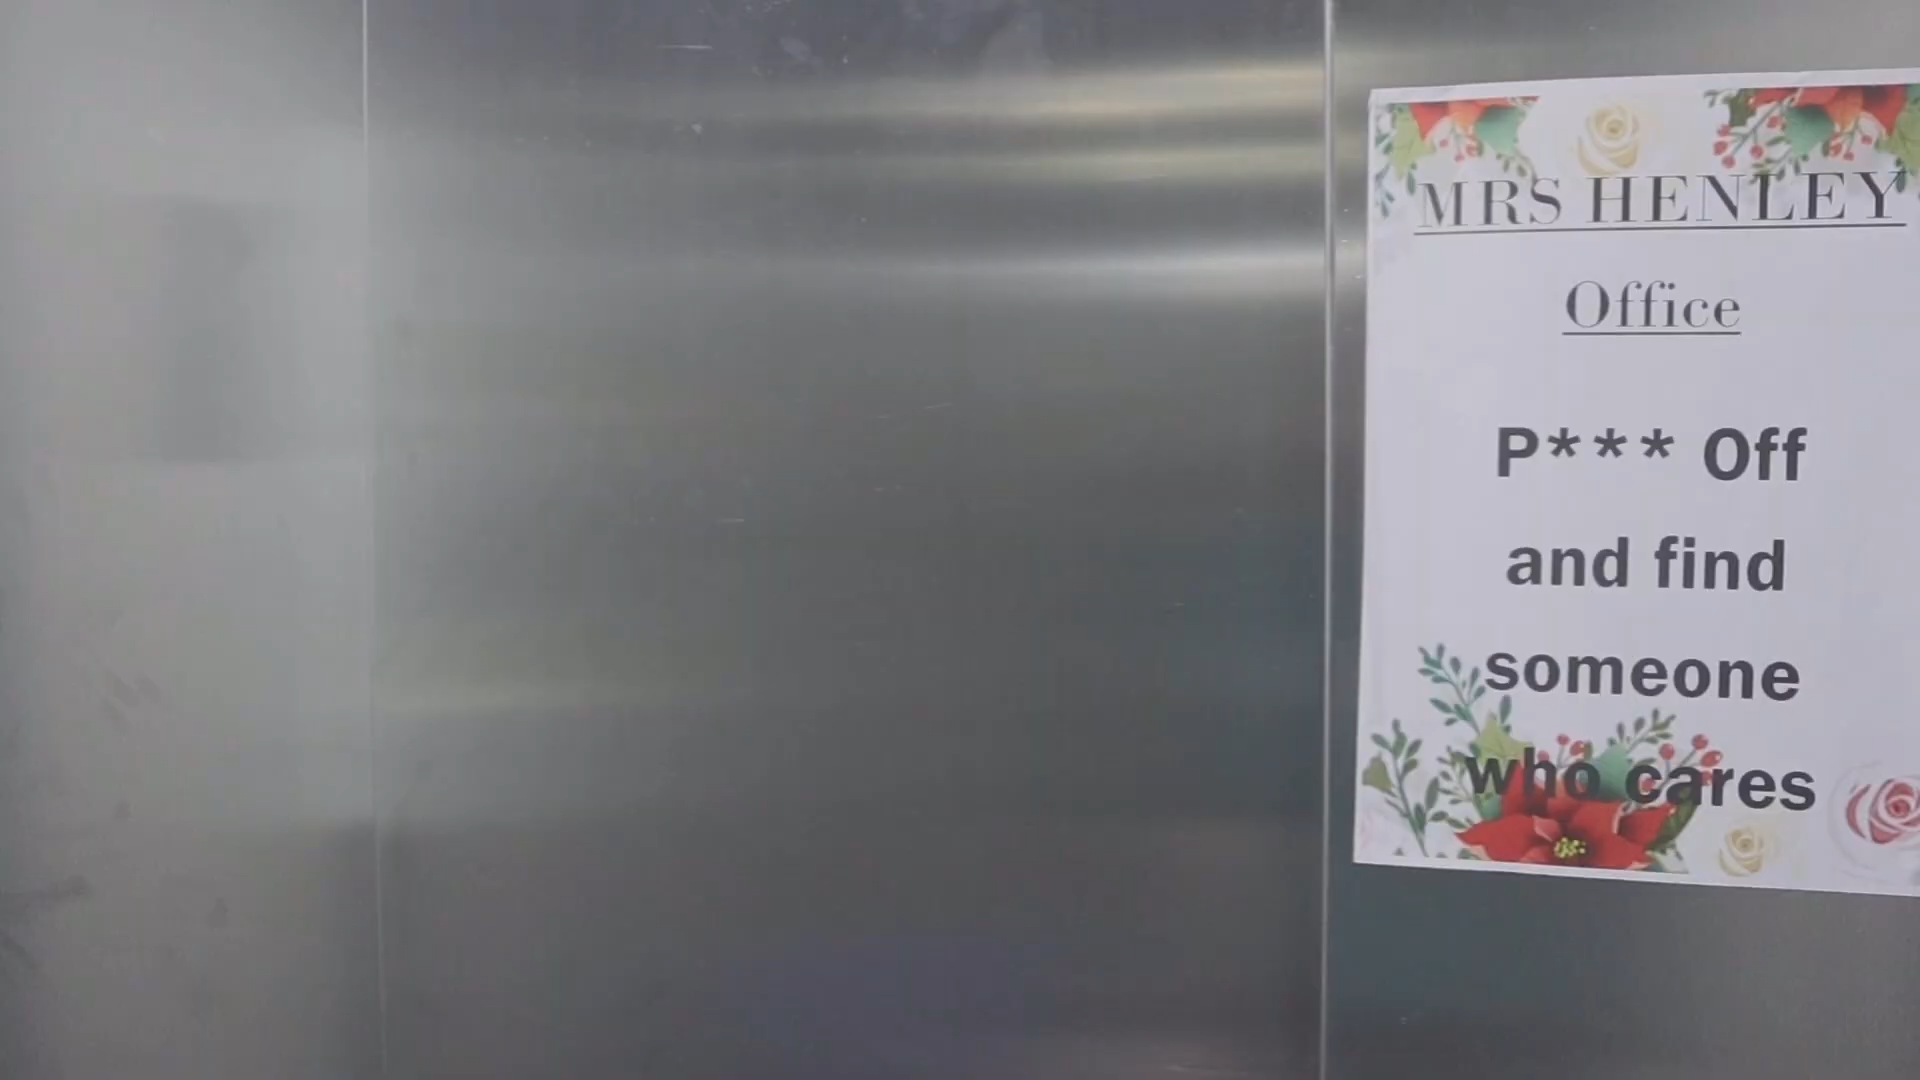 MRS HENLEY
Office
P*** Off
and find
someone
who cares